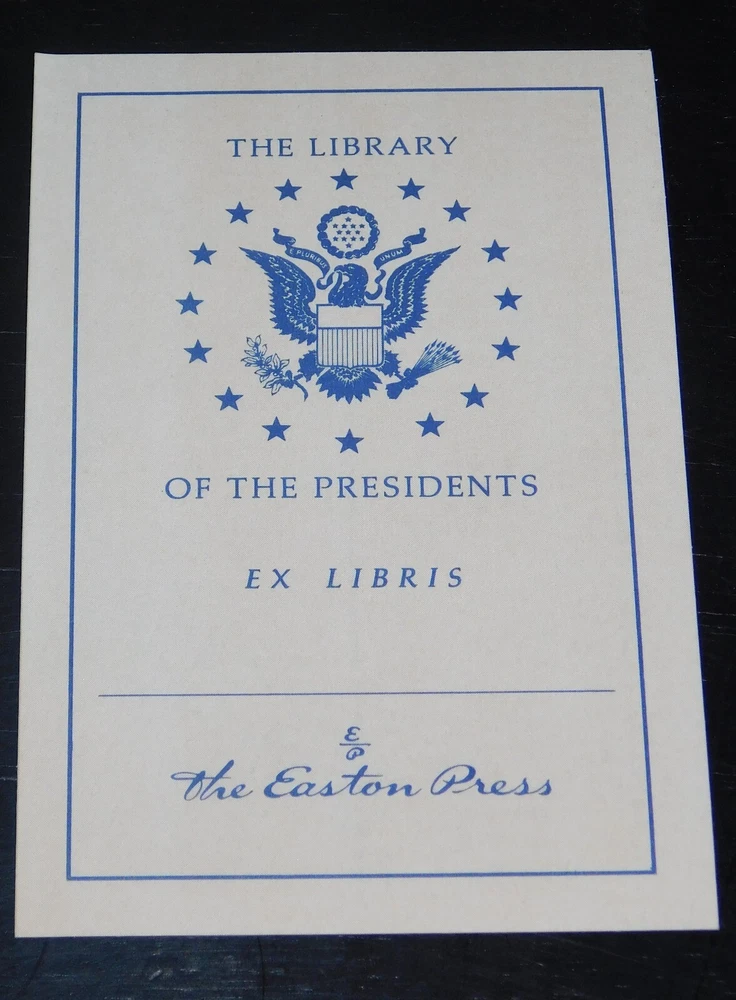 THE LIBRARY
E PLURIBUS UNUM
OF THE PRESIDENTS
EX LIBRIS
E
P
The Easton Press